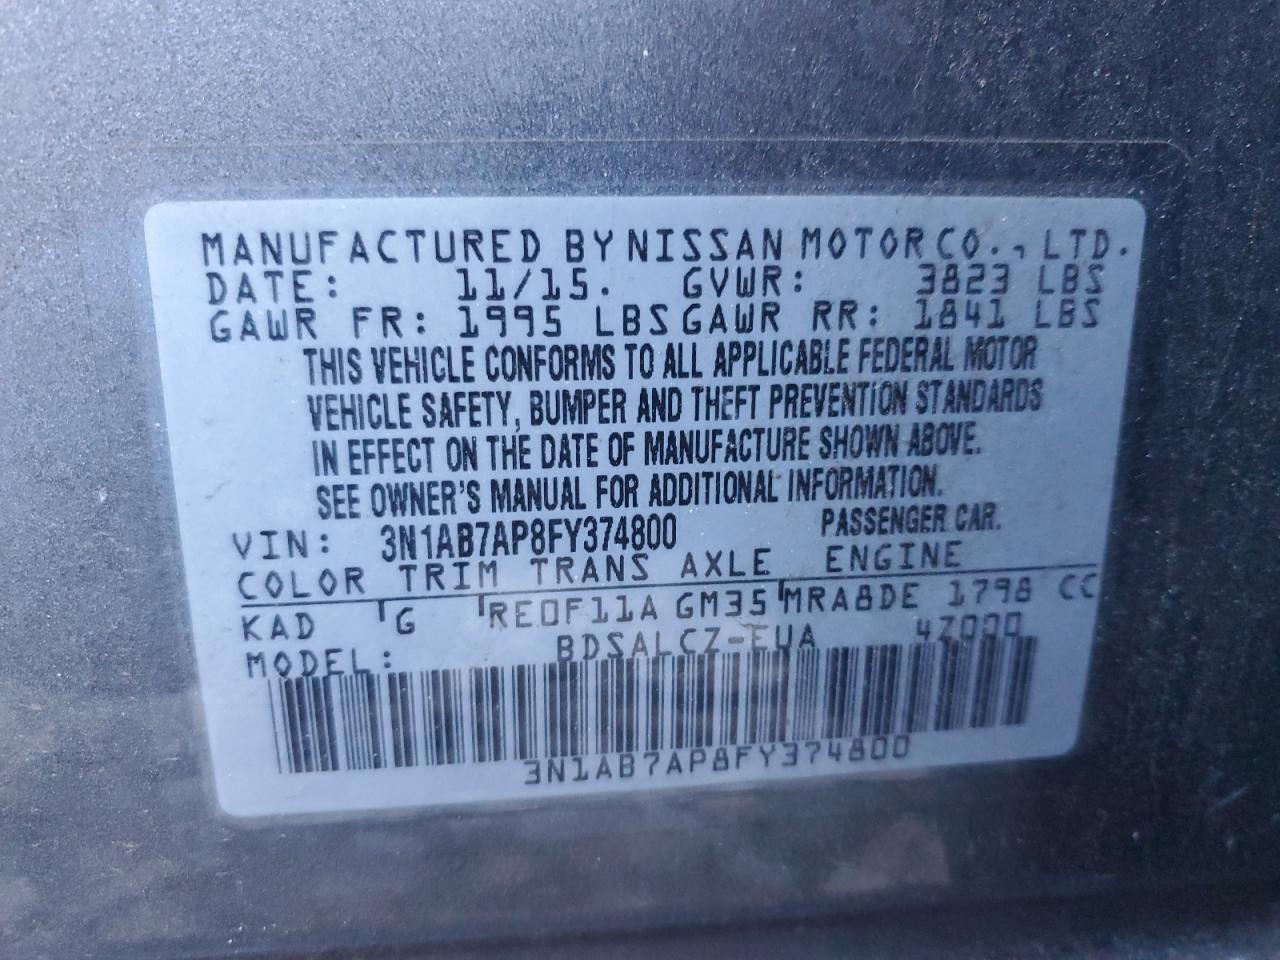 MANUFACTURED BY NISSAN MOTOR CO., LTD.
DATE: 11/15. GVWR: 3823 LBS
GAWR FR: 1995 LBS GAWR RR: 1841 LBS
THIS VEHICLE CONFORMS TO ALL APPLICABLE FEDERAL MOTOR
VEHICLE SAFETY, BUMPER AND THEFT PREVENTION STANDARDS
IN EFFECT ON THE DATE OF MANUFACTURE SHOWN ABOVE.
SEE OWNER'S MANUAL FOR ADDITIONAL INFORMATION.
VIN: 3N1AB7AP8FY374800 PASSENGER CAR.
COLOR TRIM TRANS AXLE ENGINE
KAD G RE0F11A GM35 MRA8DE 1798 CC
MODEL: BDSALCZ-EUA
3N1AB7AP8FY374800